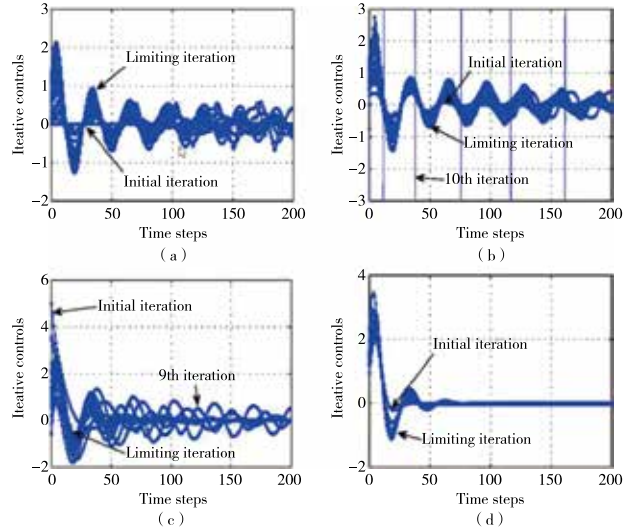 3
2
1
0
−1
−2
Iteative controls
Limiting iteration
Initial iteration
0 50 100 150 200
Time steps
( a )
3
2
1
0
−1
−2
−3
Iteative controls
Initial iteration
Limiting iteration
10th iteration
0 50 100 150 200
Time steps
( b )
6
4
2
0
−2
Iteative controls
Initial iteration
9th iteration
Limiting iteration
0 50 100 150 200
Time steps
( c )
4
2
0
−2
Iteative controls
Initial iteration
Limiting iteration
0 50 100 150 200
Time steps
( d )